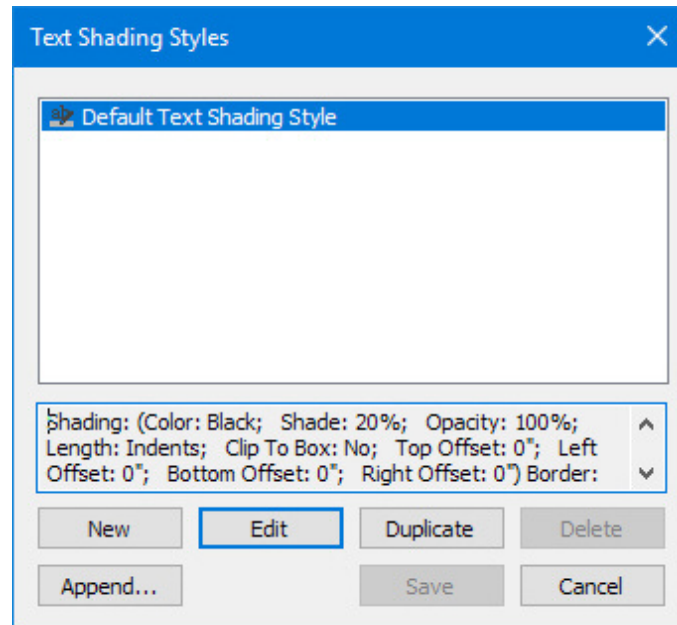 Text Shading Styles
Default Text Shading Style
Shading: (Color: Black; Shade: 20%; Opacity: 100%;
Length: Indents; Clip To Box: No; Top Offset: 0"; Left
Offset: 0"; Bottom Offset: 0"; Right Offset: 0") Border:
New Edit Duplicate Delete
Append... Save Cancel